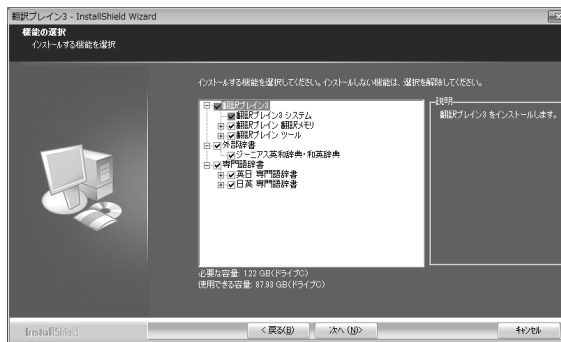 翻訳ブレイン3 - InstallShield Wizard
機能の選択
インストールする機能を選択
インストールする機能を選択してください。インストールしない機能は、選択を解除してください。
翻訳ブレイン3
翻訳ブレイン3 システム
翻訳ブレイン 翻訳メモリ
翻訳ブレイン ツール
外部辞書
ジーニアス英和辞典・和英辞典
専門語辞書
英日 専門語辞書
日英 専門語辞書
説明
翻訳ブレイン3 をインストールします。
必要な容量: 1.22 GB(ドライブC)
使用できる容量: 87.93 GB(ドライブC)
InstallShield
< 戻る(B)
次へ (N)>
キャンセル